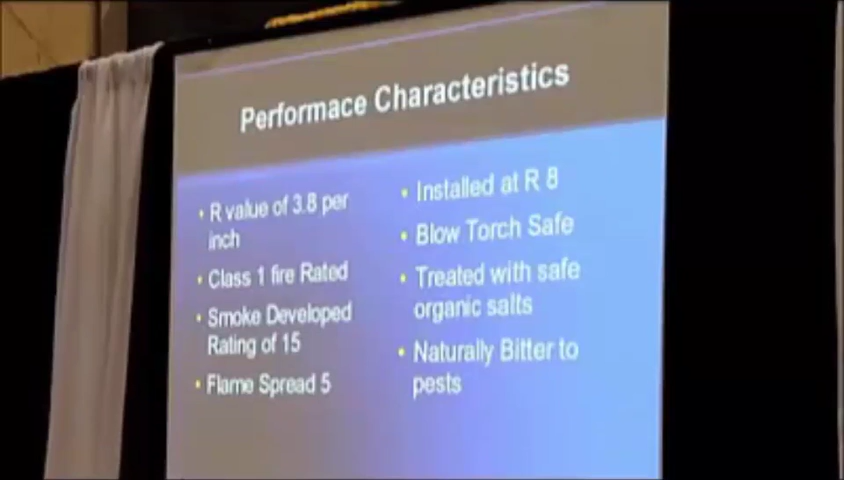 Performace Characteristics
• R value of 3.8 per
inch
• Class 1 fire Rated
• Smoke Developed
Rating of 15
• Flame Spread 5
• Installed at R 8
• Blow Torch Safe
• Treated with safe
organic salts
• Naturally Bitter to
pests